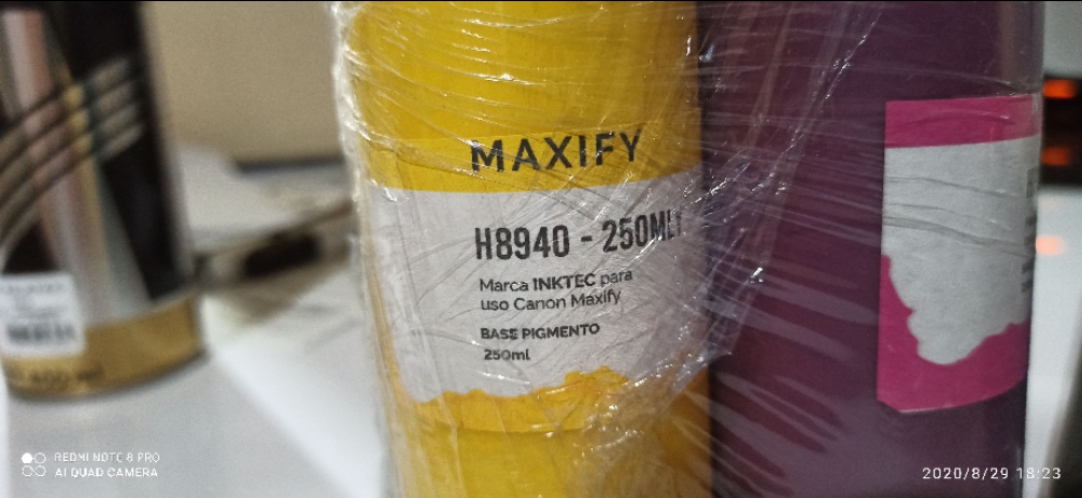 MAXIFY
H8940 - 250ML
Marca INKTEC para
uso Canon Maxify
BASE PIGMENTO
250ml
REDMI NOTE 8 PRO
AI QUAD CAMERA
2020/8/29 18:23